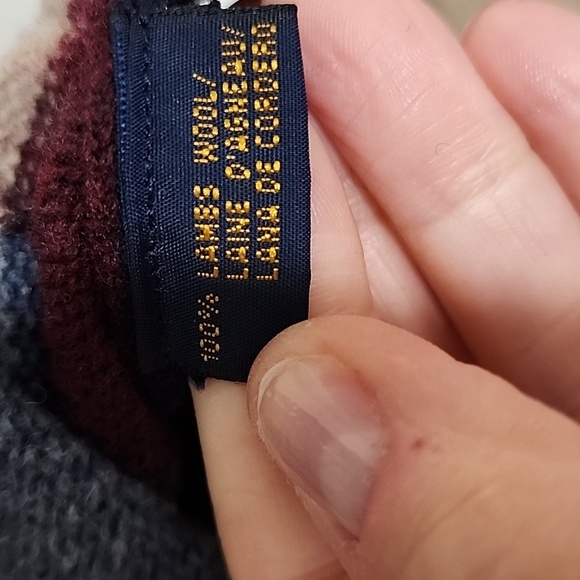 100% LAMBS WOOL/
LAINE D'AGNEAU/
LANA DE CORDERO